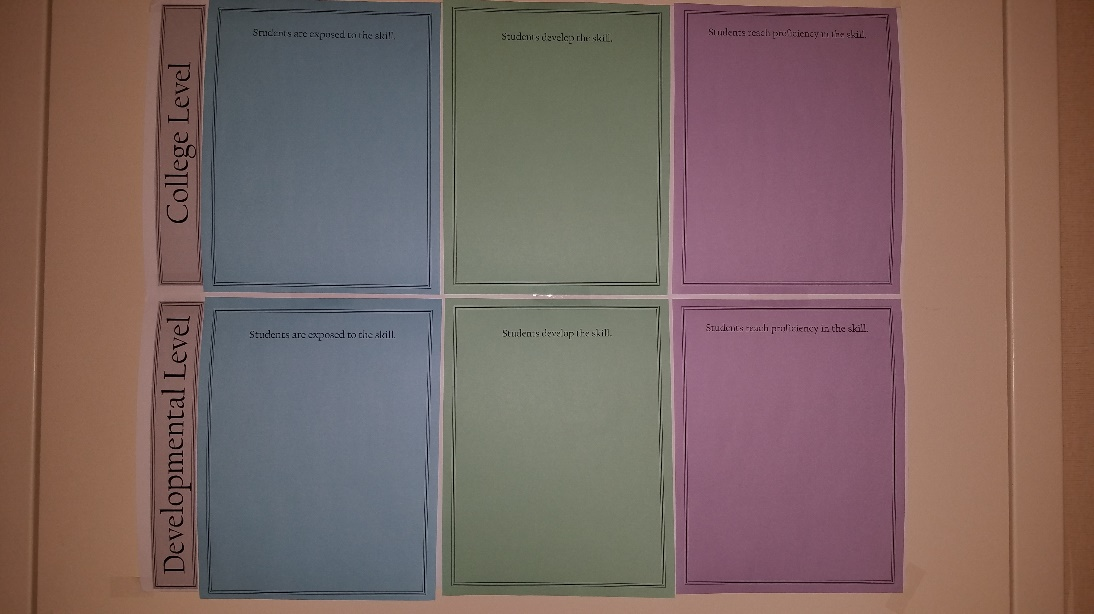 College Level
Students are exposed to the skill.
Students develop the skill.
Students reach proficiency in the skill.
Developmental Level
Students are exposed to the skill.
Students develop the skill.
Students reach proficiency in the skill.